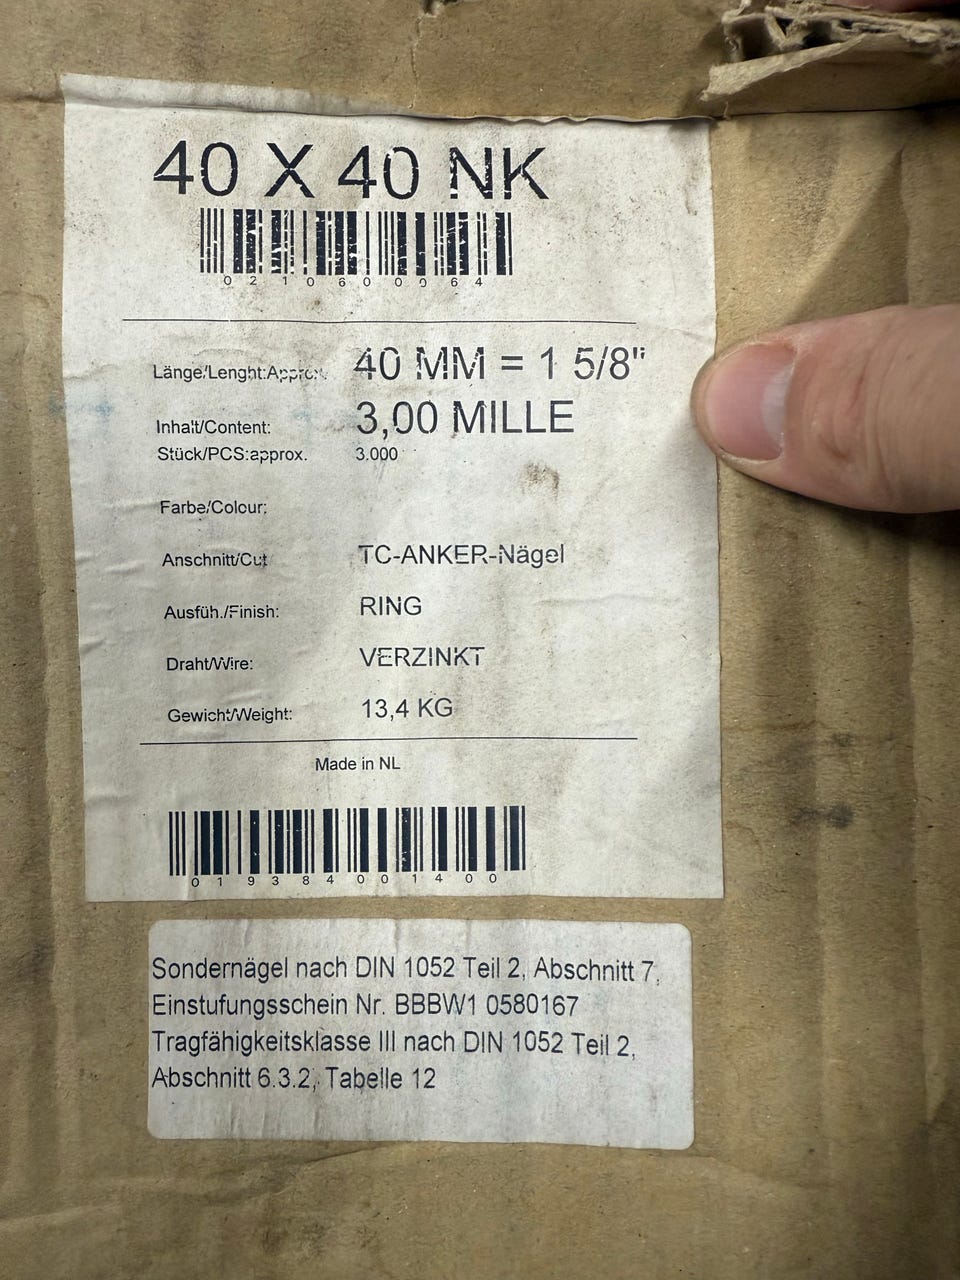 40 X 40 NK
0210600064
Länge/Lenght:Approx. 40 MM = 1 5/8"
Inhalt/Content: 3,00 MILLE
Stück/PCS:approx. 3.000
Farbe/Colour:
Anschnitt/Cut TC-ANKER-Nägel
Ausfüh./Finish: RING
Draht/Wire: VERZINKT
Gewicht/Weight: 13,4 KG
Made in NL
019384001400
Sondernägel nach DIN 1052 Teil 2, Abschnitt 7,
Einstufungsschein Nr. BBBW1 0580167
Tragfähigkeitsklasse III nach DIN 1052 Teil 2,
Abschnitt 6.3.2, Tabelle 12